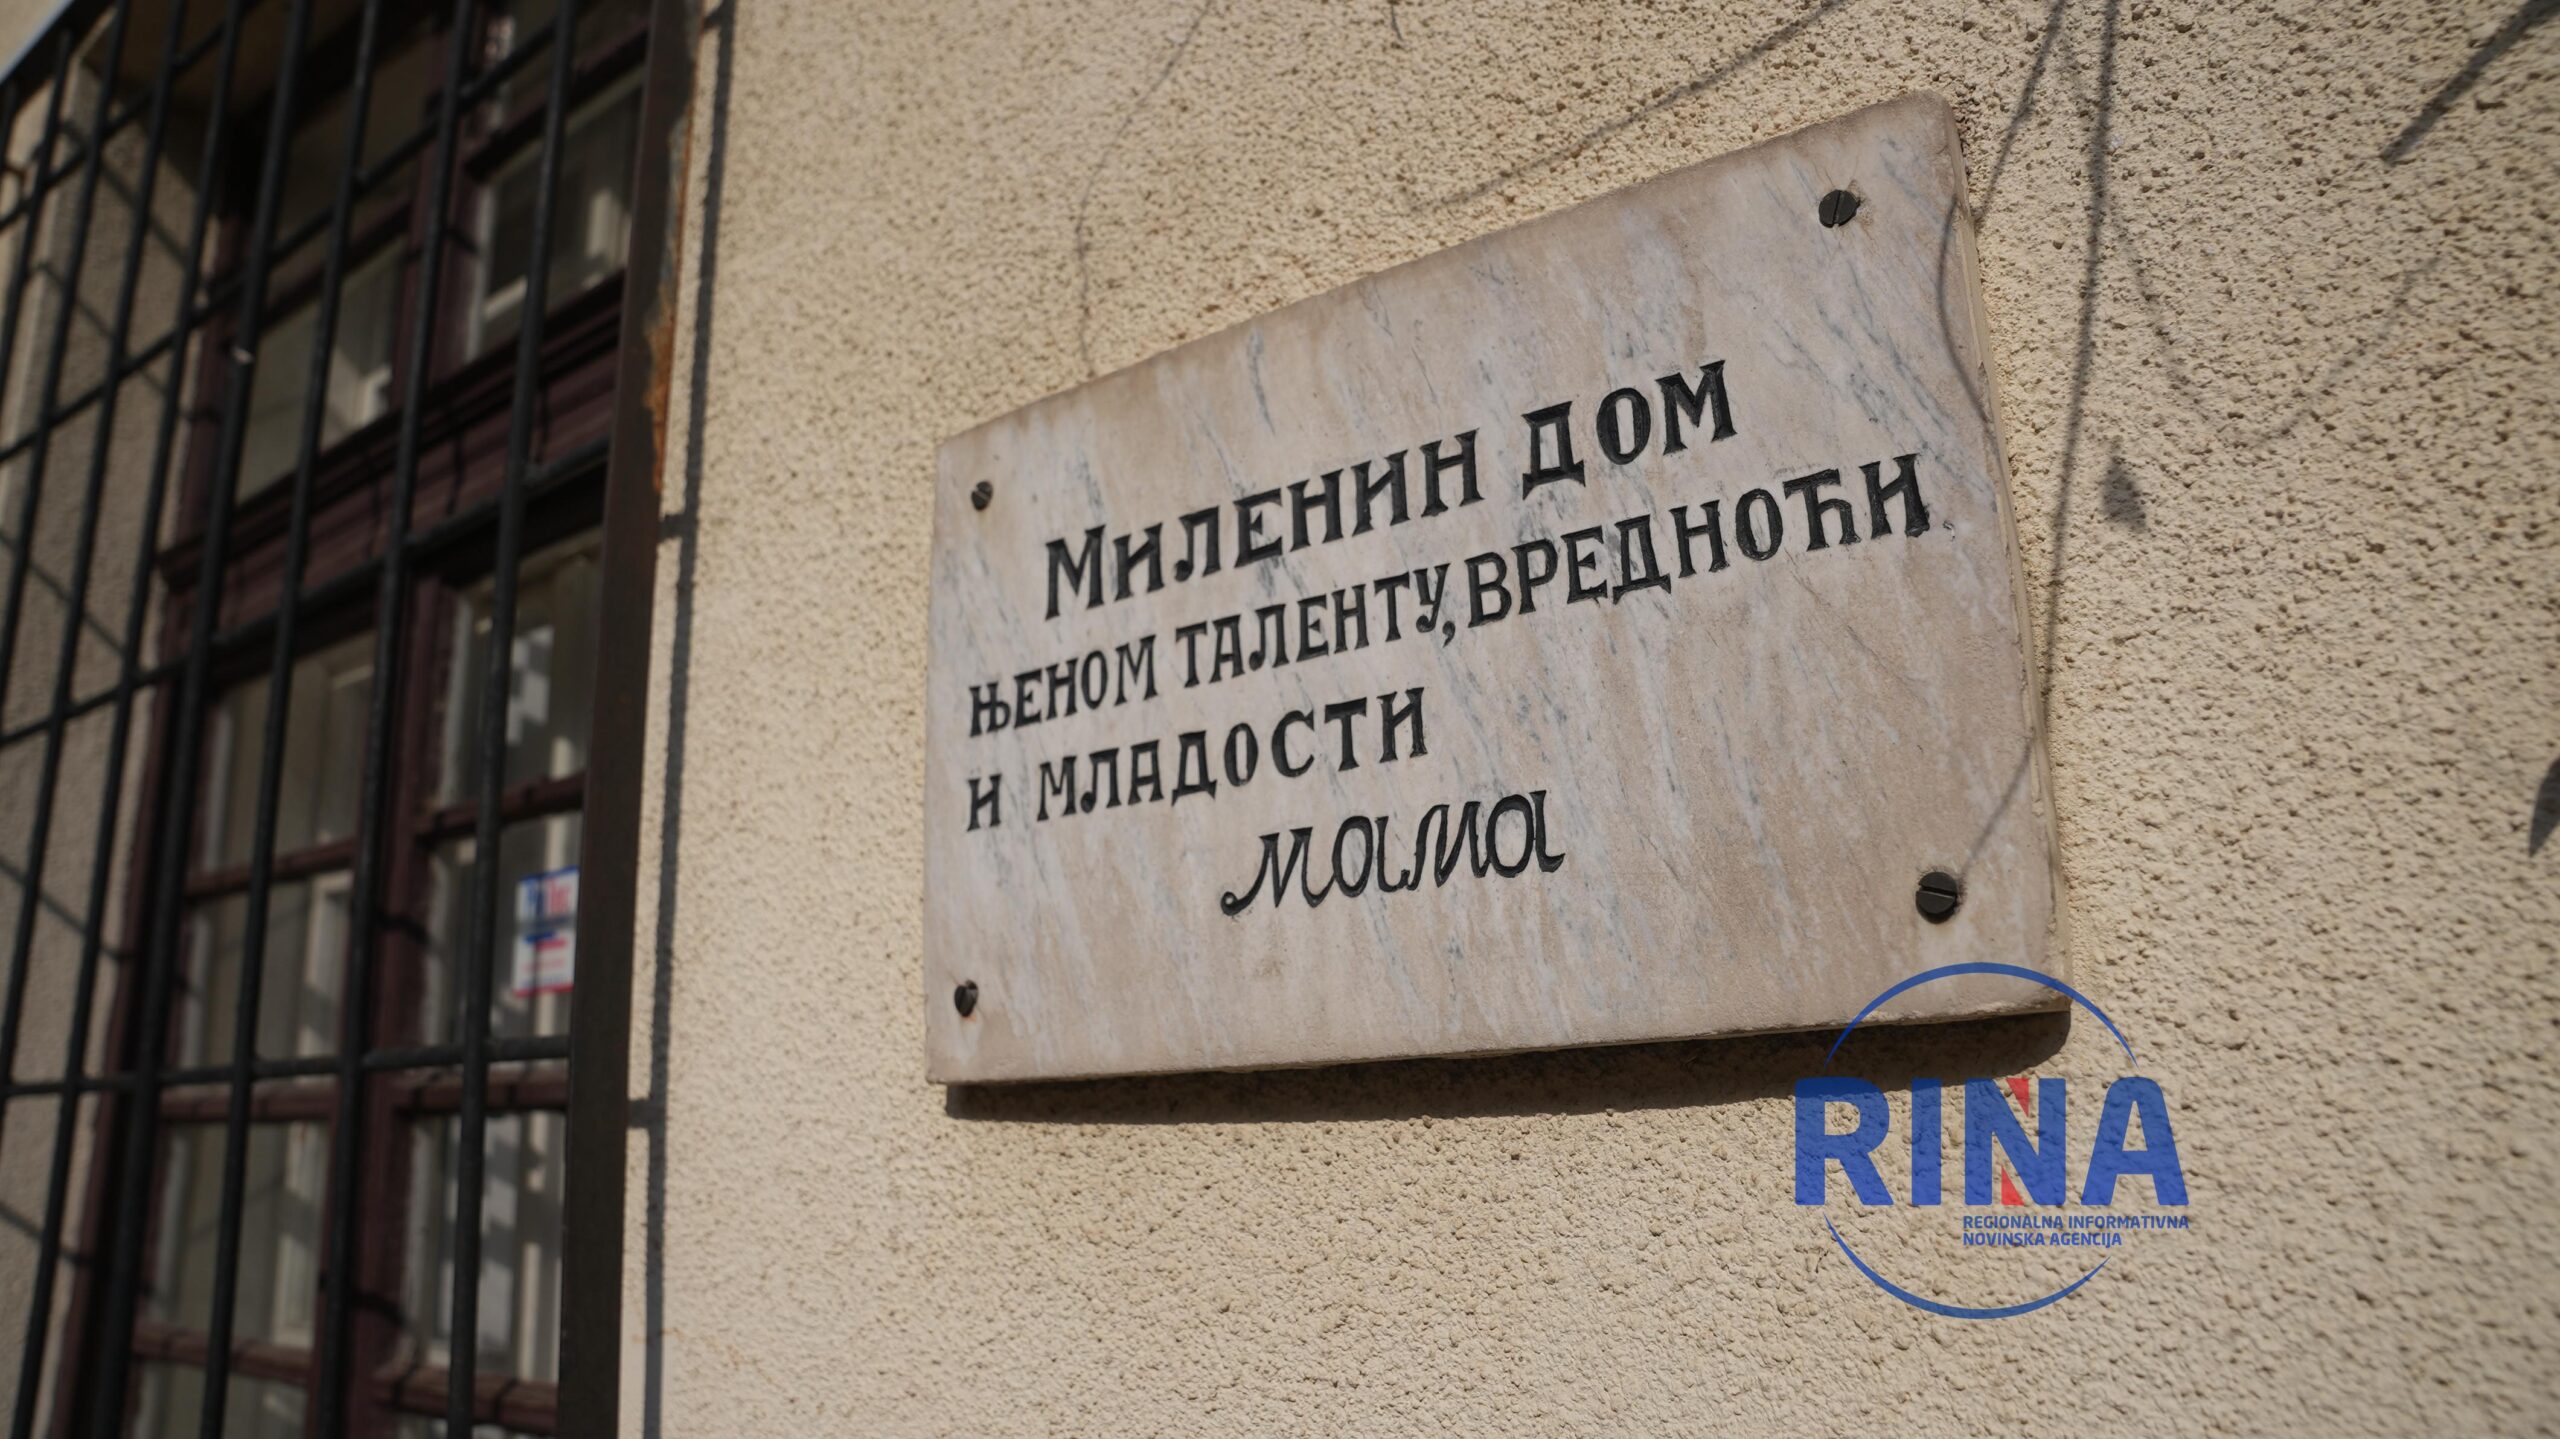 Миленин дом
њеном таленту, вредноћи
и младости
мама
RINA
REGIONALNA INFORMATIVNA
NOVINSKA AGENCIJA